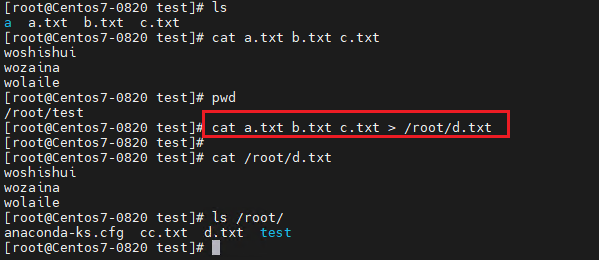 [root@Centos7-0820 test]# ls
a  a.txt  b.txt  c.txt
[root@Centos7-0820 test]# cat a.txt b.txt c.txt
woshishui
wozaina
wolaile
[root@Centos7-0820 test]# pwd
/root/test
[root@Centos7-0820 test]# cat a.txt b.txt c.txt > /root/d.txt
[root@Centos7-0820 test]#
[root@Centos7-0820 test]# cat /root/d.txt
woshishui
wozaina
wolaile
[root@Centos7-0820 test]# ls /root/
anaconda-ks.cfg  cc.txt  d.txt  test
[root@Centos7-0820 test]#